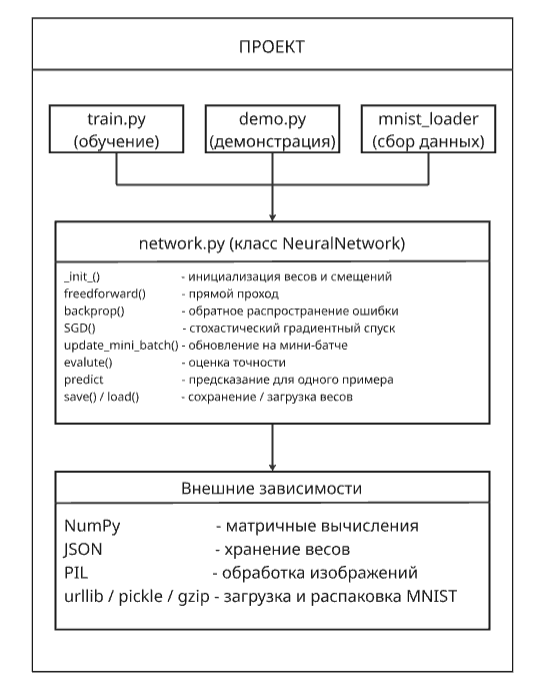 ПРОЕКТ
train.py
(обучение)
demo.py
(демонстрация)
mnist_loader
(сбор данных)
network.py (класс NeuralNetwork)
_init_() - инициализация весов и смещений
freedforward() - прямой проход
backprop() - обратное распространение ошибки
SGD() - стохастический градиентный спуск
update_mini_batch() - обновление на мини-батче
evalute() - оценка точности
predict - предсказание для одного примера
save() / load() - сохранение / загрузка весов
Внешние зависимости
NumPy - матричные вычисления
JSON - хранение весов
PIL - обработка изображений
urllib / pickle / gzip - загрузка и распаковка MNIST